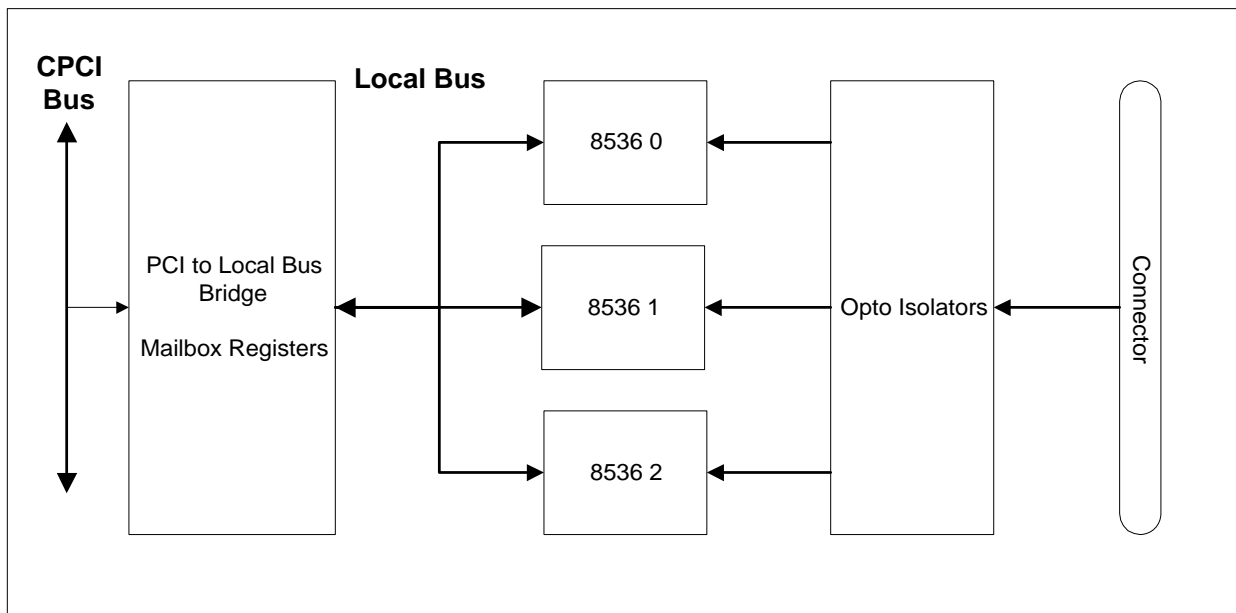 CPCI
Bus
Local Bus
PCI to Local Bus
Bridge
Mailbox Registers
8536 0
8536 1
8536 2
Opto Isolators
Connector